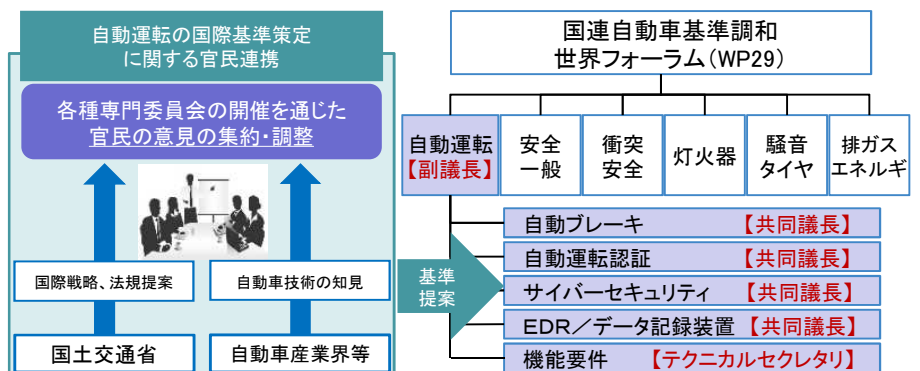 自動運転の国際基準策定
に関する官民連携
各種専門委員会の開催を通じた
官民の意見の集約・調整
国際戦略、法規提案
自動車技術の知見
国土交通省
自動車産業界等
基準
提案
国連自動車基準調和
世界フォーラム(WP29)
自動運転
【副議長】
安全
一般
衝突
安全
灯火器
騒音
タイヤ
排ガス
エネルギ
自動ブレーキ 【共同議長】
自動運転認証 【共同議長】
サイバーセキュリティ 【共同議長】
EDR/データ記録装置 【共同議長】
機能要件 【テクニカルセクレタリ】